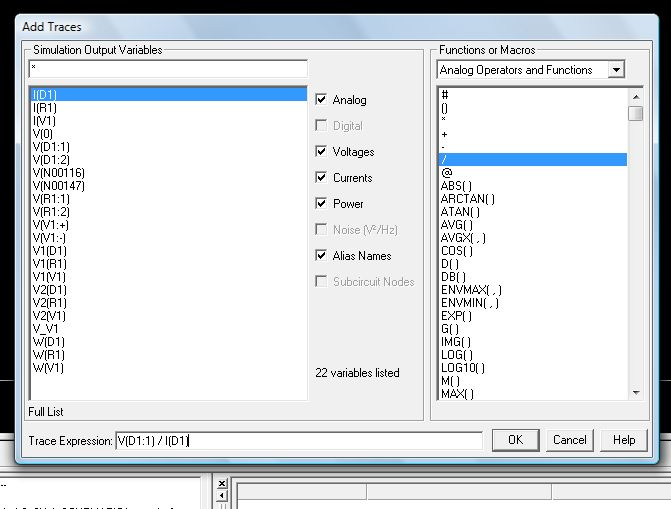 Add Traces
Simulation Output Variables
*
I(D1)
I(R1)
I(V1)
V(0)
V(D1:1)
V(D1:2)
V(N00116)
V(N00147)
V(R1:1)
V(R1:2)
V(V1:+)
V(V1:-)
V1(D1)
V1(R1)
V1(V1)
V2(D1)
V2(R1)
V2(V1)
V_V1
W(D1)
W(R1)
W(V1)
Full List
Analog
Digital
Voltages
Currents
Power
Noise (V²/Hz)
Alias Names
Subcircuit Nodes
22 variables listed
Functions or Macros
Analog Operators and Functions
#
()
*
+
-
/
@
ABS( )
ARCTAN( )
ATAN( )
AVG( )
AVGX( , )
COS( )
D( )
DB( )
ENVMAX( , )
ENVMIN( , )
EXP( )
G( )
IMG( )
LOG( )
LOG10( )
M( )
MAX( )
Trace Expression: V(D1:1) / I(D1)
OK Cancel Help